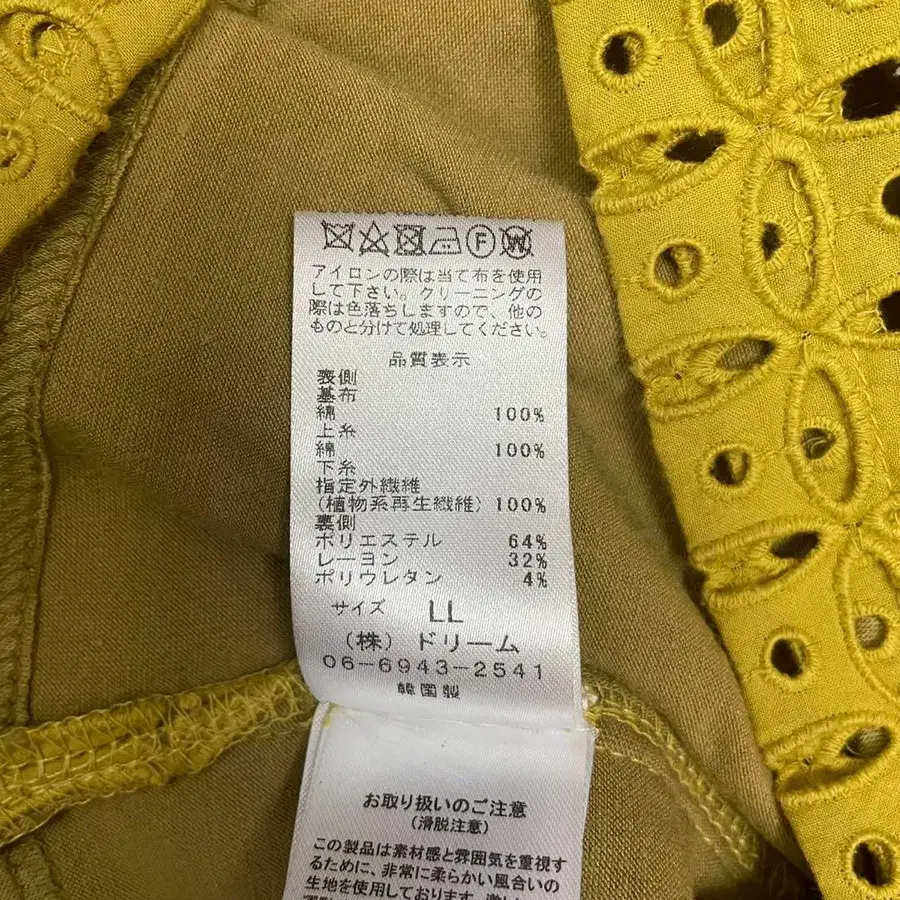 F W
アイロンの際は当て布を使用
して下さい。クリーニングの
際は色落ちしますので、他の
ものと分けて処理してください。
品質表示
表側
基布
綿 100%
上糸
綿 100%
下糸
指定外繊維
(植物系再生繊維) 100%
裏側
ポリエステル 64%
レーヨン 32%
ポリウレタン 4%
サイズ LL
(株)ドリーム
06-6943-2541
韓国製
お取り扱いのご注意
(滑脱注意)
この製品は素材感と雰囲気を重視す
るために、非常に柔らかい風合いの
生地を使用しております。激しい